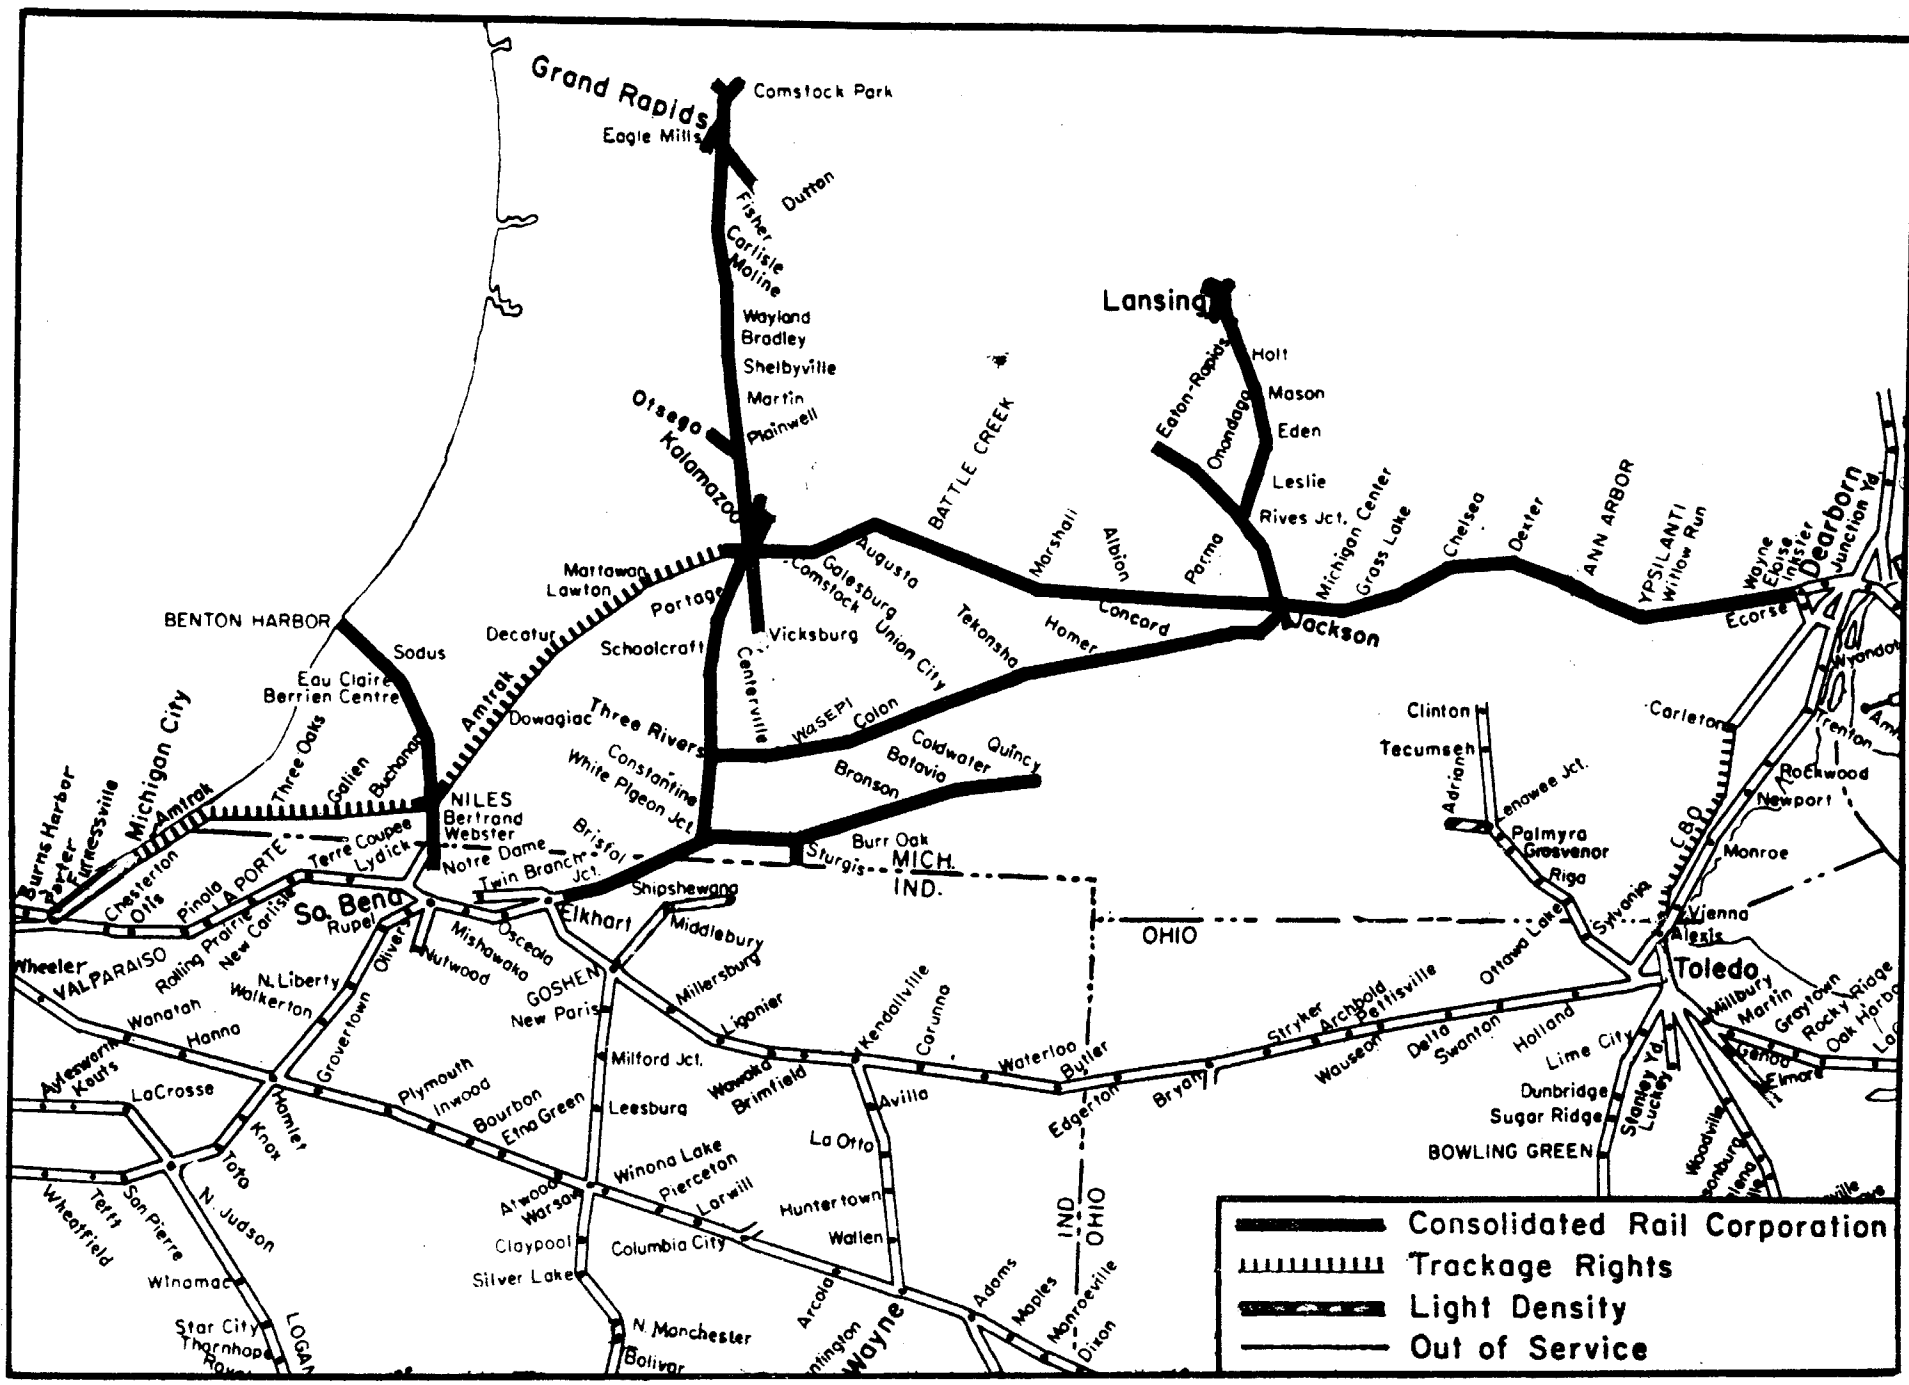 Grand Rapids
Comstock Park
Eagle Mills
Dutton
Fisher
Carlisle
Moline
Wayland
Bradley
Shelbyville
Martin
Plainwell
Otsego
Kalamazoo
Lansing
Holt
Eaton-Rapids
Mason
Onondaga
Eden
Leslie
Rives Jct.
BATTLE CREEK
Augusta
Galesburg
Comstock
Marshall
Albion
Parma
Concord
Michigan Center
Grass Lake
Chelsea
Dexter
ANN ARBOR
YPSILANTI
Willow Run
Wayne
Eloise
Inkster
Dearborn
Junction Yd.
Ecorse
Jackson
Mattawan
Lawton
Portage
Decatur
Schoolcraft
Vicksburg
Centerville
Union City
Tekonsha
Homer
BENTON HARBOR
Sodus
Eau Claire
Berrien Centre
Amtrak
Dowagiac
Three Rivers
WaSEPI
Colon
Constantine
White Pigeon Jct.
Bronson
Batavia
Coldwater
Quincy
Burr Oak
Sturgis
MICH.
IND.
Three Oaks
Galien
Buchanan
NILES
Bertrand
Webster
Notre Dame
Michigan City
Amtrak
Burns Harbor
Porter
Furnessville
Chesterton
Otis
Pinola
LA PORTE
Rolling Prairie
New Carlisle
Terre Coupee
Lydick
So. Bend
Rupel
Oliver
Nutwood
Mishawaka
Osceola
Twin Branch
Bristol
Jct.
Elkhart
Shipshewana
Middlebury
GOSHEN
New Paris
Millersburg
Ligonier
Milford Jct.
Leesburg
Wawaka
Brimfield
Kendallville
Corunna
Waterloo
Butler
Edgerton
Bryan
Stryker
Archbold
Pettisville
Wauseon
Delta
Swanton
Holland
Clinton
Tecumseh
Adrian
Lenawee Jct.
Palmyra
Grosvenor
Riga
Ottawa Lake
Sylvania
Carleton
C.&O.
Wyandot
Trenton
Rockwood
Newport
Monroe
Vienna
Alexis
Toledo
OHIO
Millbury
Martin
Graytown
Rocky Ridge
Oak Harbo
Genoa
Elmore
Lime City
Stanley Yd.
Luckey
Dunbridge
Sugar Ridge
BOWLING GREEN
Woodville
Wheeler
VALPARAISO
Wanatah
Hanna
Aylesworth
Kouts
LaCrosse
N. Liberty
Walkerton
Grovertown
Hamlet
Knox
Toto
Plymouth
Inwood
Bourbon
Etna Green
Atwood
Warsaw
Winona Lake
Pierceton
Larwill
Columbia City
Claypool
Silver Lake
N. Manchester
Bolivar
Avilla
La Otto
Huntertown
Wallen
Arcola
Wayne
Adams
Maples
Monroeville
Dixon
IND
OHIO
Wheatfield
Tefft
San Pierre
N. Judson
Winamac
Star City
Thornhope
LOGAN
Consolidated Rail Corporation
Trackage Rights
Light Density
Out of Service